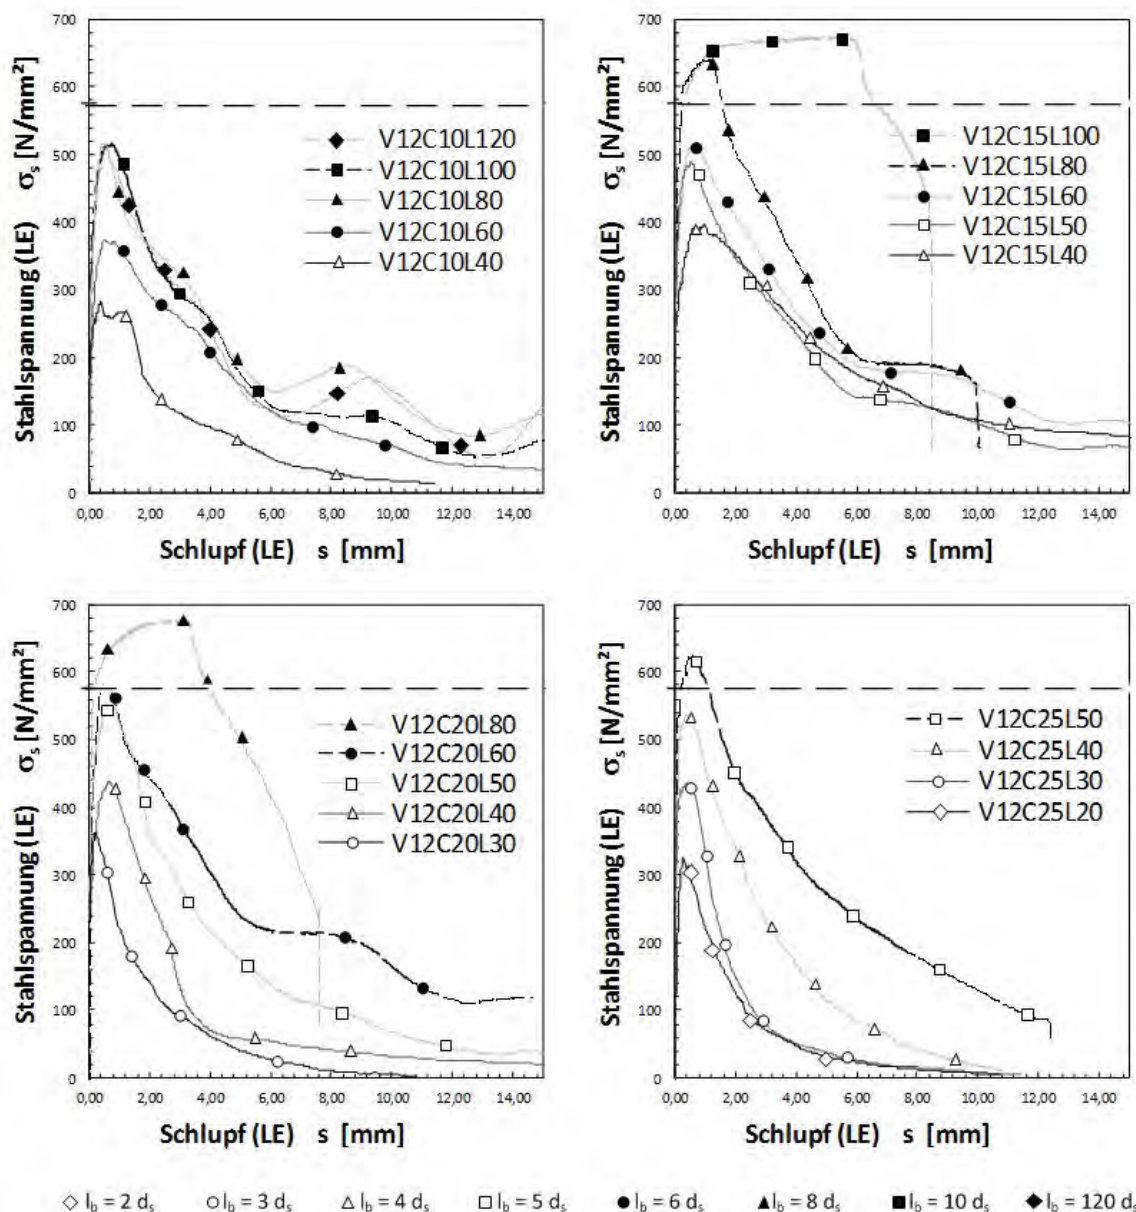 700
600
500
400
300
200
100
0
Stahlspannung (LE) σs [N/mm²]
V12C10L120
V12C10L100
V12C10L80
V12C10L60
V12C10L40
0,00 2,00 4,00 6,00 8,00 10,00 12,00 14,00
Schlupf (LE) s [mm]
700
600
500
400
300
200
100
0
Stahlspannung (LE) σs [N/mm²]
V12C15L100
V12C15L80
V12C15L60
V12C15L50
V12C15L40
0,00 2,00 4,00 6,00 8,00 10,00 12,00 14,00
Schlupf (LE) s [mm]
700
600
500
400
300
200
100
0
Stahlspannung (LE) σs [N/mm²]
V12C20L80
V12C20L60
V12C20L50
V12C20L40
V12C20L30
0,00 2,00 4,00 6,00 8,00 10,00 12,00 14,00
Schlupf (LE) s [mm]
700
600
500
400
300
200
100
0
Stahlspannung (LE) σs [N/mm²]
V12C25L50
V12C25L40
V12C25L30
V12C25L20
0,00 2,00 4,00 6,00 8,00 10,00 12,00 14,00
Schlupf (LE) s [mm]
lb = 2 ds lb = 3 ds lb = 4 ds lb = 5 ds lb = 6 ds lb = 8 ds lb = 10 ds lb = 120 ds